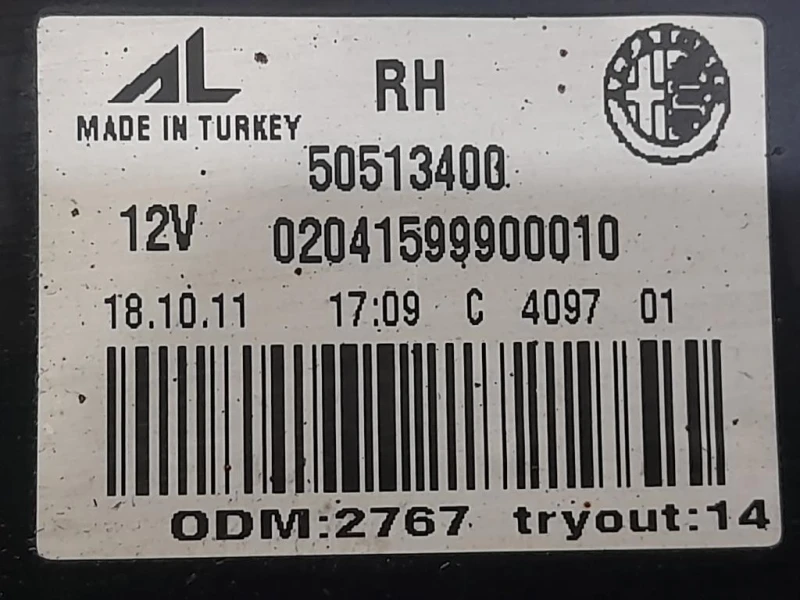 AL RH
MADE IN TURKEY
50513400
12V 02041599900010
18.10.11 17:09 C 4097 01
ODM:2767 tryout:14